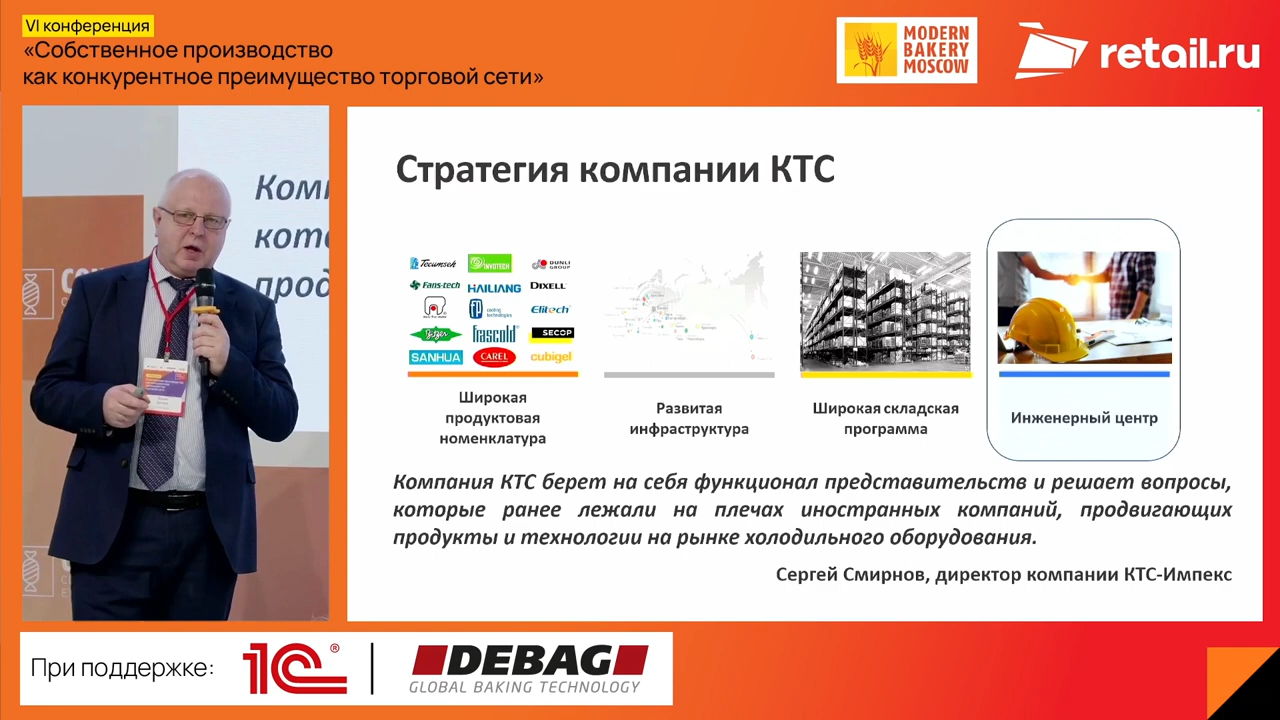 VI конференция
«Собственное производство
как конкурентное преимущество торговой сети»
MODERN
BAKERY
MOSCOW
retail.ru
Стратегия компании КТС
Tecumseh
INVOTECH
DUNLI
GROUP
Fans-tech
HAILIANG
DIXELL
Elitech
Bitzer
frascold
SECOP
SANHUA
CAREL
cubigel
Широкая
продуктовая
номенклатура
Развитая
инфраструктура
Широкая складская
программа
Инженерный центр
Компания КТС берет на себя функционал представительств и решает вопросы,
которые ранее лежали на плечах иностранных компаний, продвигающих
продукты и технологии на рынке холодильного оборудования.
Сергей Смирнов, директор компании КТС-Импекс
При поддержке:
1С®
DEBAG
GLOBAL BAKING TECHNOLOGY